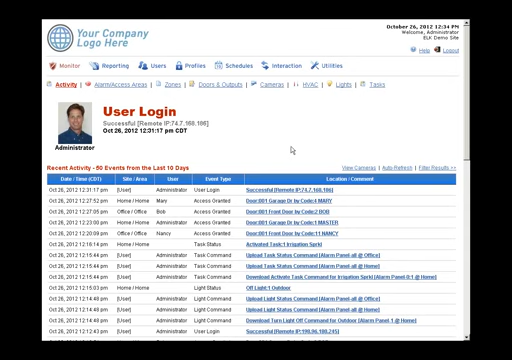 Your Company
Logo Here
October 26, 2012 12:34 PM
Welcome, Administrator
ELK Demo Site
Help Logout
Monitor Reporting Users Profiles Schedules Interaction Utilities
Activity | Alarm/Access Areas | Zones | Doors & Outputs | Cameras | HVAC | Lights | Tasks
User Login
Successful [Remote IP:74.7.168.186]
Oct 26, 2012 12:31:17 pm CDT
Administrator
Recent Activity - 50 Events from the Last 10 Days
View Cameras | Auto Refresh | Filter Results >>
Date / Time (CDT) Site / Area User Event Type Location / Comment
Oct 26, 2012 12:31:17 pm [User] Administrator User Login Successful [Remote IP:74.7.168.186]
Oct 26, 2012 12:27:52 pm Home / Home Mary Access Granted Door:001 Garage Door by Code:4 MARY
Oct 26, 2012 12:27:05 pm Office / Office Bob Access Granted Door:001 Front Door by Code:2 BOB
Oct 26, 2012 12:23:00 pm Home / Home Administrator Access Granted Door:001 Garage Door by Code:1 MASTER
Oct 26, 2012 12:20:09 pm Office / Office Nancy Access Granted Door:001 Front Door by Code:11 NANCY
Oct 26, 2012 12:16:14 pm Home / Home Task Status Activated Task:1 Irrigation Sprkl
Oct 26, 2012 12:15:44 pm [User] Administrator Task Command Upload Task Status Command [Alarm Panel-all @ Office]
Oct 26, 2012 12:15:44 pm [User] Administrator Task Command Upload Task Status Command [Alarm Panel-all @ Home]
Oct 26, 2012 12:15:44 pm [User] Administrator Task Command Download Activate Task Command for Irrigation Sprkl [Alarm Panel-0:1 @ Home]
Oct 26, 2012 12:15:03 pm Home / Home Light Status Off Light:1 Outdoor
Oct 26, 2012 12:14:48 pm [User] Administrator Light Command Upload Light Status Command [Alarm Panel-all @ Office]
Oct 26, 2012 12:14:48 pm [User] Administrator Light Command Upload Light Status Command [Alarm Panel-all @ Home]
Oct 26, 2012 12:14:48 pm [User] Administrator Light Command Download Turn Light Off Command for Outdoor [Alarm Panel-1 @ Home]
Oct 26, 2012 12:12:43 pm [User] Administrator User Login Successful [Remote IP:198.96.188.245]